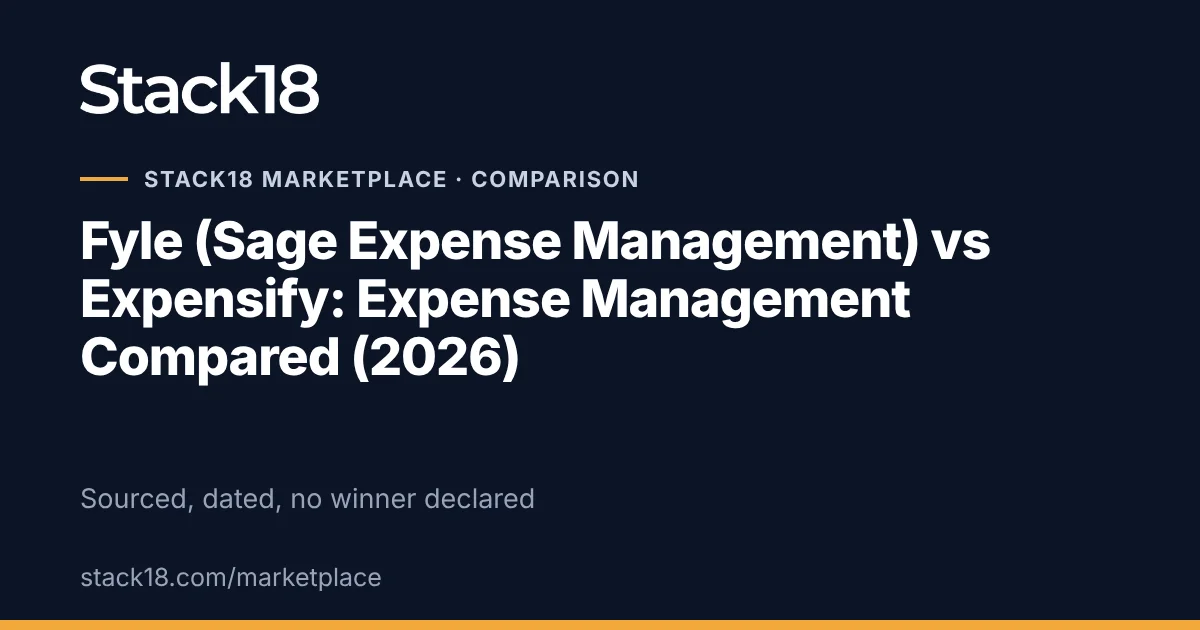 Stack18
STACK18 MARKETPLACE · COMPARISON
Fyle (Sage Expense Management) vs
Expensify: Expense Management
Compared (2026)
Sourced, dated, no winner declared
stack18.com/marketplace